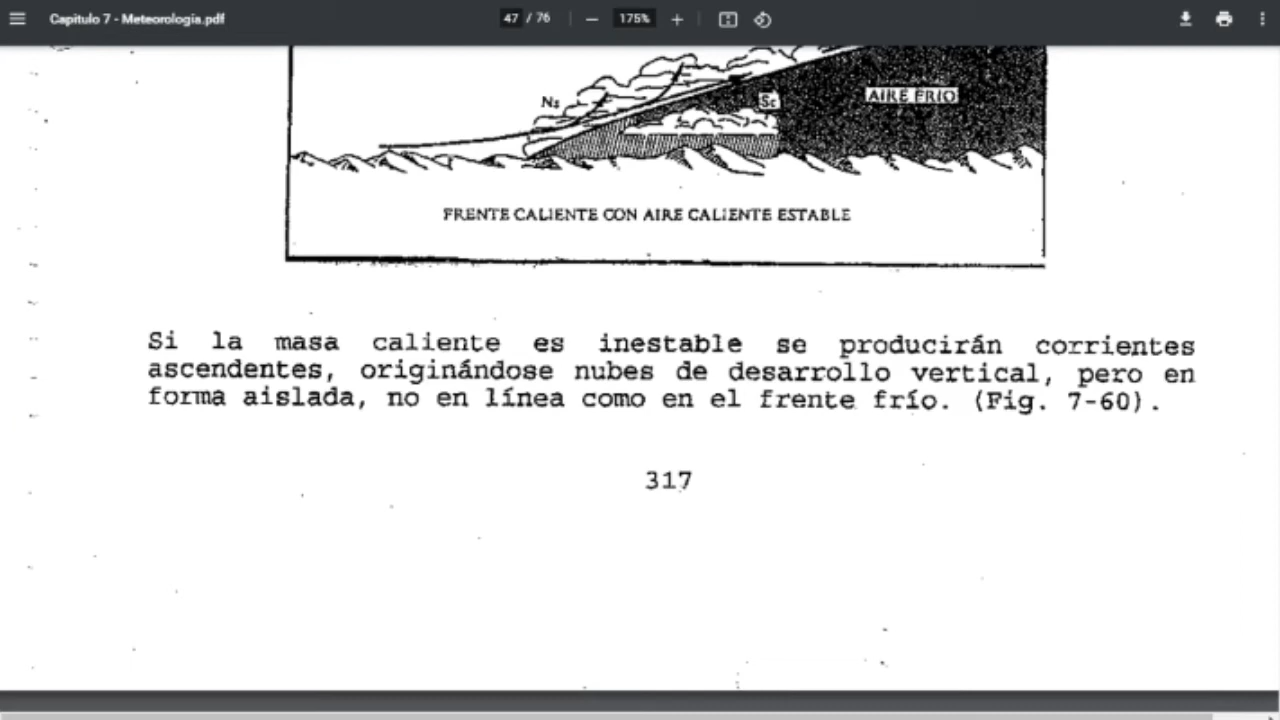 Capitulo 7 - Meteorologia.pdf
47 / 76
175%
Ns
Sc
AIRE FRIO
FRENTE CALIENTE CON AIRE CALIENTE ESTABLE
Si la masa caliente es inestable se producirán corrientes
ascendentes, originándose nubes de desarrollo vertical, pero en
forma aislada, no en línea como en el frente frío. (Fig. 7-60).
317